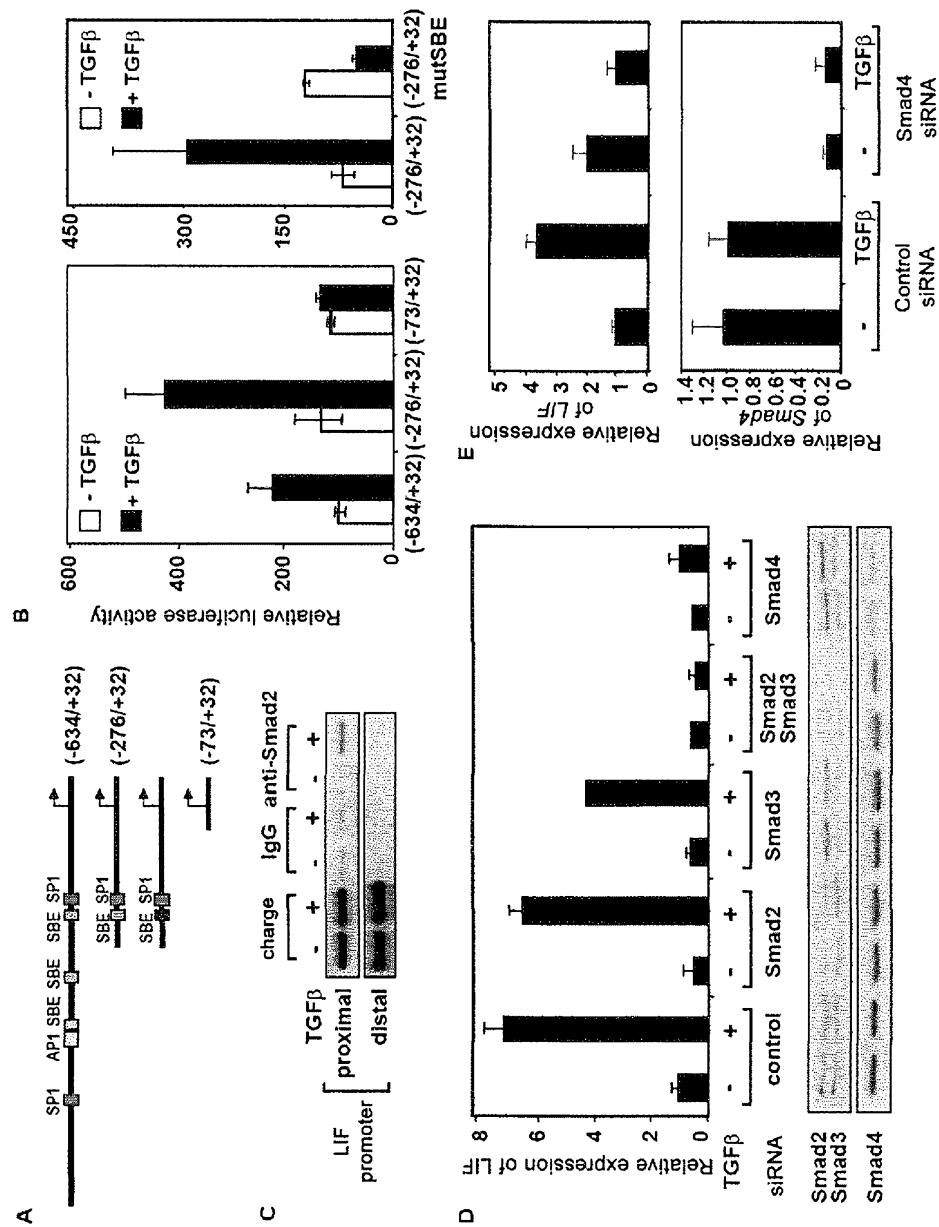 A
SP1 AP1 SBE SBE SBE SP1
(-634/+32)
SBE SP1
(-276/+32)
SBE SP1
(-73/+32)
B
Relative luciferase activity
600
400
200
0
- TGFβ
+ TGFβ
(-634/+32) (-276/+32) (-73/+32)
450
300
150
0
- TGFβ
+ TGFβ
(-276/+32) (-276/+32)
mutSBE
C
charge IgG anti-Smad2
TGFβ - + - + - +
LIF promoter
proximal
distal
D
Relative expression of LIF
8
6
4
2
0
TGFβ - + - + - + - + - +
siRNA control Smad2 Smad3 Smad2 Smad3 Smad4
Smad2
Smad3
Smad4
E
Relative expression
of LIF
5
4
3
2
1
0
Relative expression
of Smad4
1.4
1.2
1.0
0.8
0.6
0.4
0.2
0
- TGFβ - TGFβ
Control siRNA
Smad4 siRNA